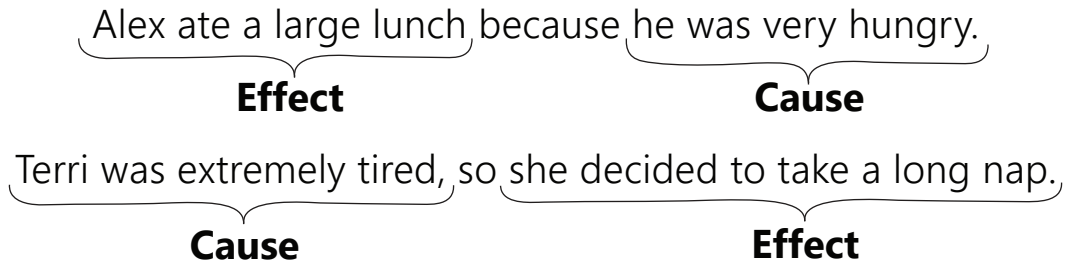 Alex ate a large lunch because he was very hungry.
Effect Cause
Terri was extremely tired, so she decided to take a long nap.
Cause Effect